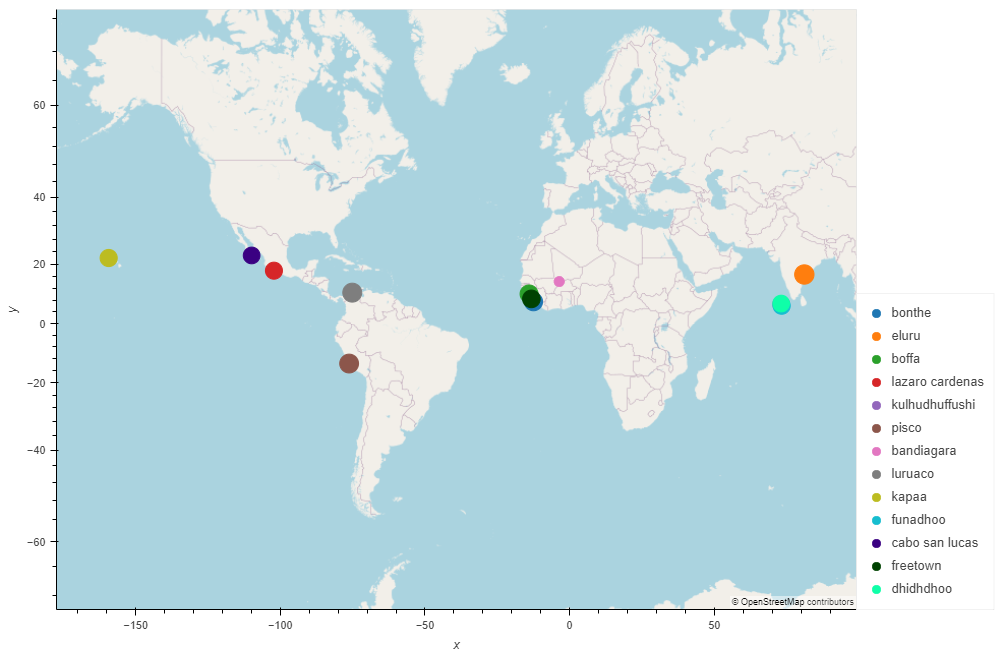 60
40
20
0
−20
−40
−60
y
−150
−100
−50
0
50
x
bonthe
eluru
boffa
lazaro cardenas
kulhudhuffushi
pisco
bandiagara
luruaco
kapaa
funadhoo
cabo san lucas
freetown
dhidhdhoo
© OpenStreetMap contributors